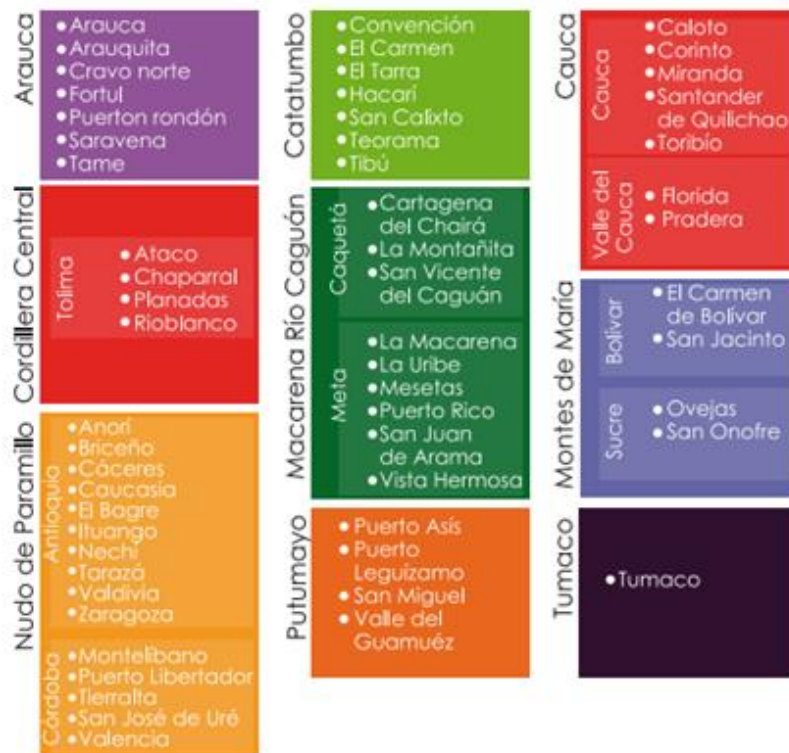 Arauca
• Arauca
• Arauquita
• Cravo norte
• Fortul
• Puerton rondón
• Saravena
• Tame
Catatumbo
• Convención
• El Carmen
• El Tarra
• Hacarí
• San Calixto
• Teorama
• Tibú
Cauca
Cauca
• Caloto
• Corinto
• Miranda
• Santander
de Quilichao
• Toribío
Valle del
Cauca
• Florida
• Pradera
Cordillera Central
Tolima
• Ataco
• Chaparral
• Planadas
• Rioblanco
Macarena Río Caguán
Caquetá
• Cartagena
del Chairá
• La Montañita
• San Vicente
del Caguán
Meta
• La Macarena
• La Uribe
• Mesetas
• Puerto Rico
• San Juan
de Arama
• Vista Hermosa
Montes de María
Bolívar
• El Carmen
de Bolívar
• San Jacinto
Sucre
• Ovejas
• San Onofre
Nudo de Paramillo
Antioquia
• Anorí
• Briceño
• Cáceres
• Caucasia
• El Bagre
• Ituango
• Nechí
• Tarazá
• Valdivia
• Zaragoza
Córdoba
• Montelíbano
• Puerto Libertador
• Tierralta
• San José de Uré
• Valencia
Putumayo
• Puerto Asís
• Puerto
Leguizamo
• San Miguel
• Valle del
Guamuéz
Tumaco
• Tumaco